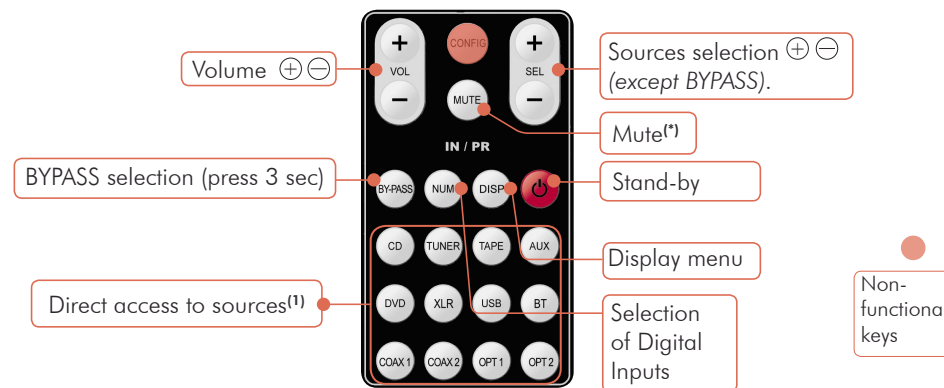 Volume ⊕ ⊖
BYPASS selection (press 3 sec)
Direct access to sources(1)
+ CONFIG +
VOL SEL
− MUTE −
IN / PR
BY-PASS NUM DISP
CD TUNER TAPE AUX
DVD XLR USB BT
COAX 1 COAX 2 OPT 1 OPT 2
Sources selection ⊕ ⊖
(except BYPASS).
Mute(*)
Stand-by
Display menu
Selection
of Digital
Inputs
Non-
functional
keys